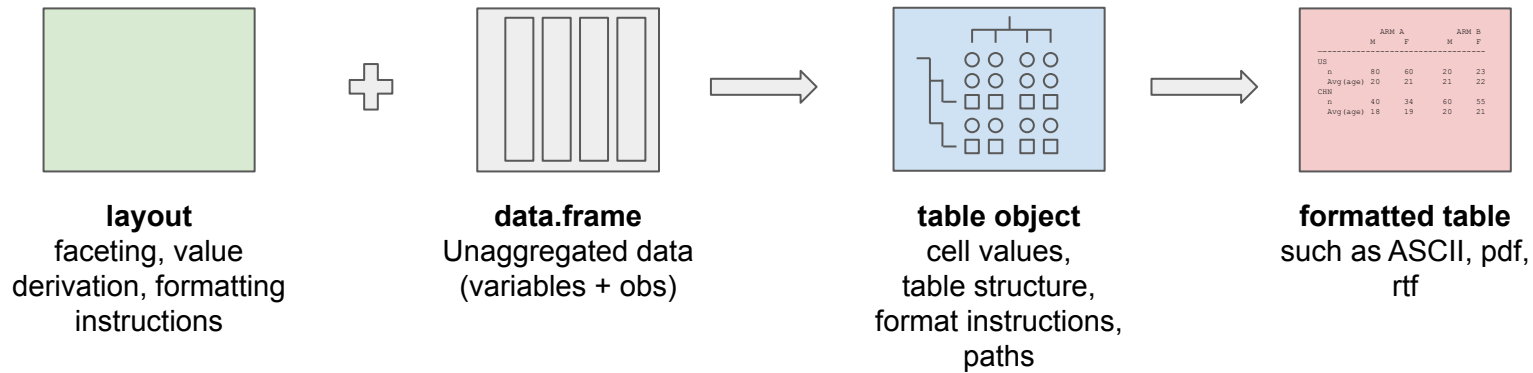 ARM A ARM B
M F M F
US
n 80 60 20 23
Avg(age) 20 21 21 22
CHN
n 40 34 60 55
Avg(age) 18 19 20 21
layout
faceting, value
derivation, formatting
instructions
data.frame
Unaggregated data
(variables + obs)
table object
cell values,
table structure,
format instructions,
paths
formatted table
such as ASCII, pdf,
rtf